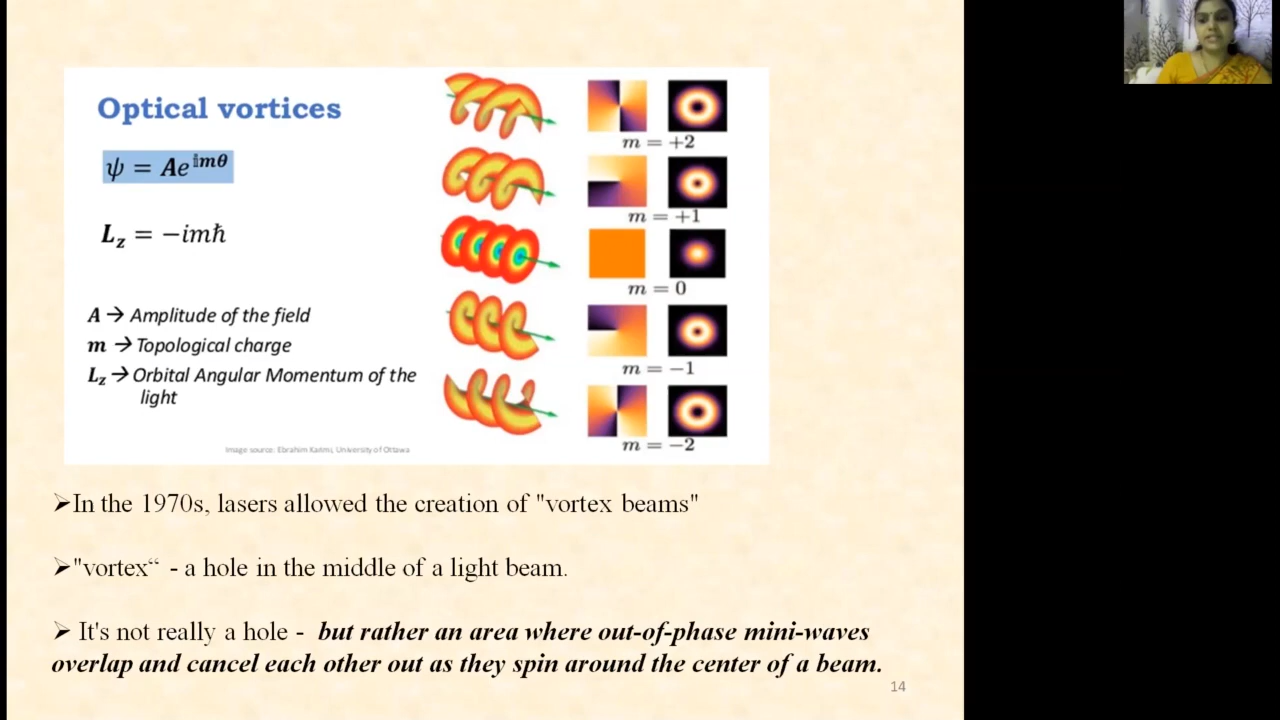 Optical vortices
ψ = Ae^imθ
L_z = −imħ
A → Amplitude of the field
m → Topological charge
L_z → Orbital Angular Momentum of the
light
Image source: Ebrahim Karimi, University of Ottawa
m = +2
m = +1
m = 0
m = −1
m = −2
➢In the 1970s, lasers allowed the creation of "vortex beams"
➢"vortex“ - a hole in the middle of a light beam.
➢ It's not really a hole - but rather an area where out-of-phase mini-waves
overlap and cancel each other out as they spin around the center of a beam.
14